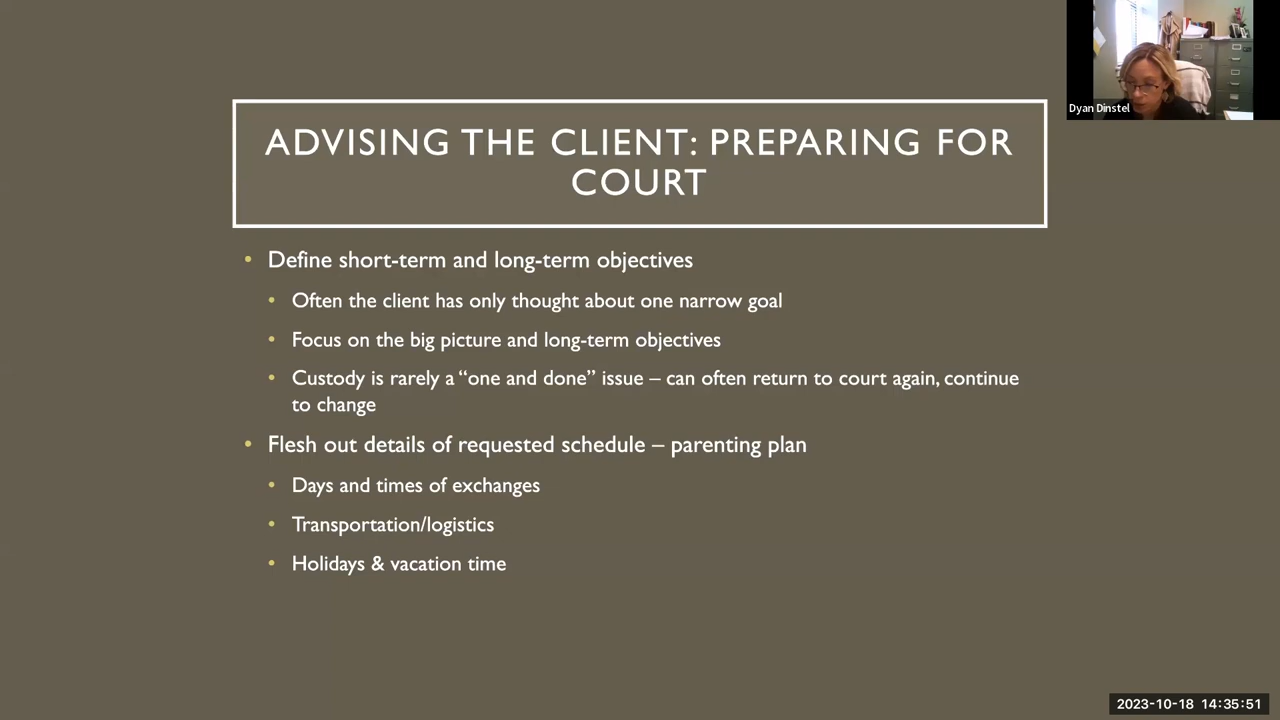 ADVISING THE CLIENT: PREPARING FOR
COURT
• Define short-term and long-term objectives
• Often the client has only thought about one narrow goal
• Focus on the big picture and long-term objectives
• Custody is rarely a “one and done” issue – can often return to court again, continue
to change
• Flesh out details of requested schedule – parenting plan
• Days and times of exchanges
• Transportation/logistics
• Holidays & vacation time
Dyan Dinstel
2023-10-18 14:35:51